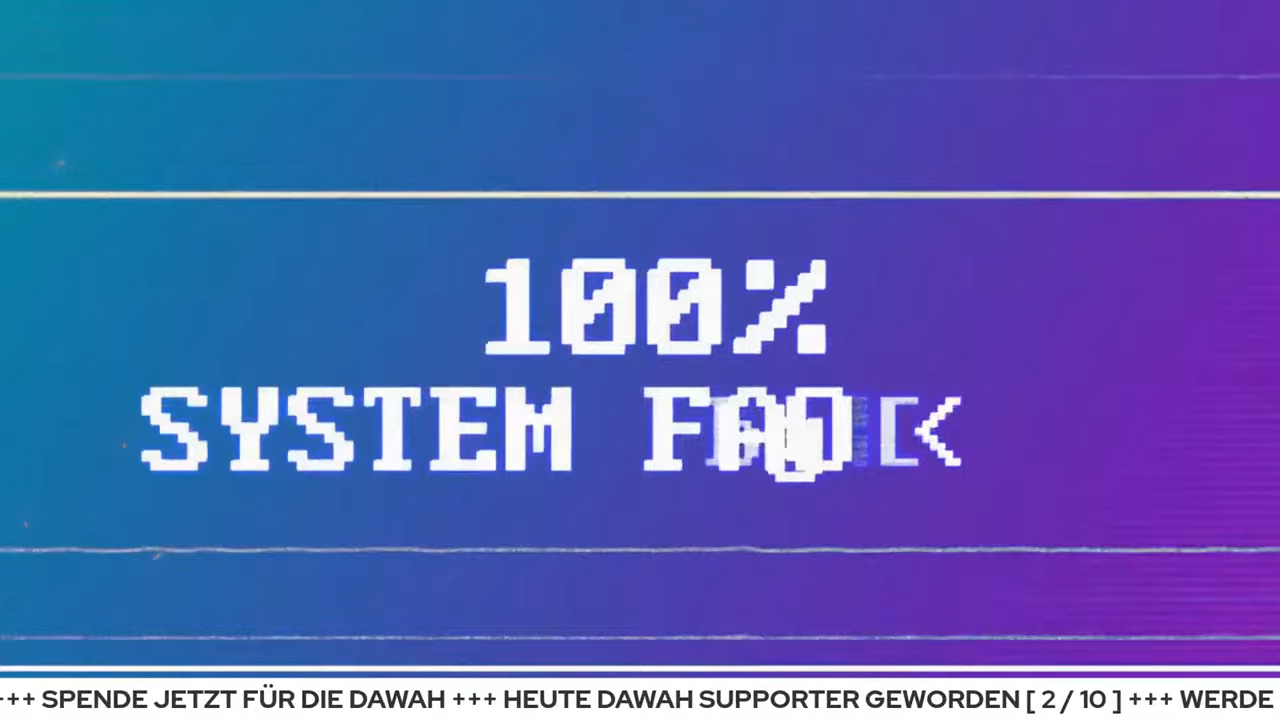 100%
SYSTEM
+++ SPENDE JETZT FÜR DIE DAWAH +++ HEUTE DAWAH SUPPORTER GEWORDEN [ 2 / 10 ] +++ WERDE